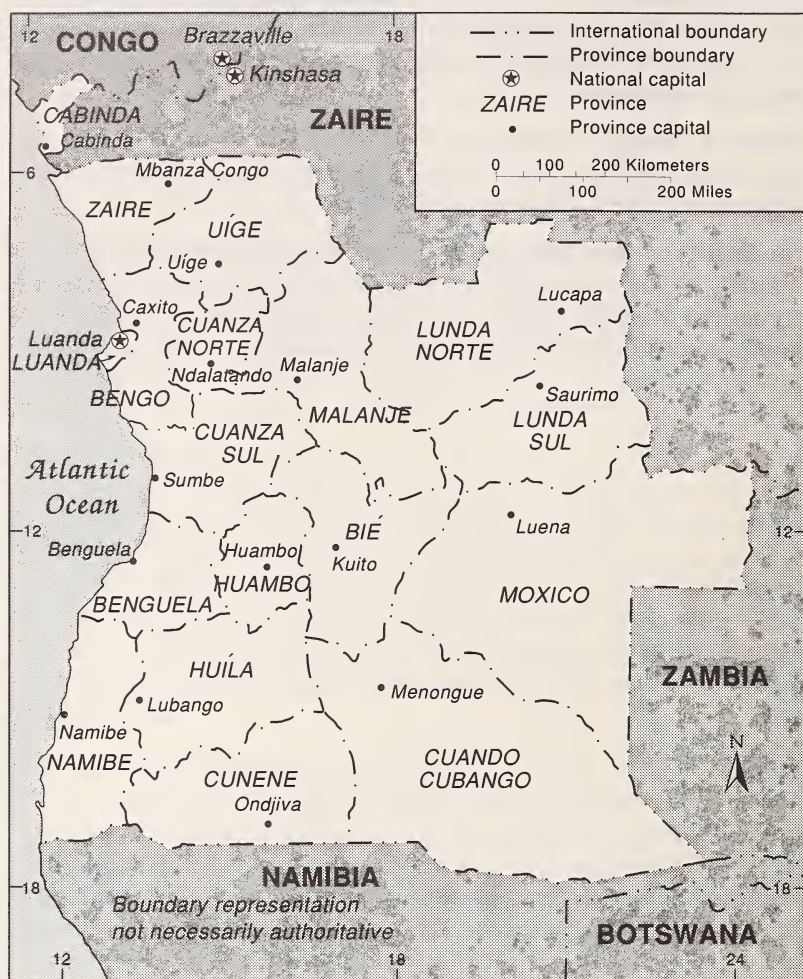 12
18
CONGO
Brazzaville
Kinshasa
International boundary
Province boundary
National capital
ZAIRE Province
Province capital
0 100 200 Kilometers
0 100 200 Miles
CABINDA
Cabinda
ZAIRE
6
Mbanza Congo
ZAIRE
UÍGE
Uíge
Caxito
Lucapa
Luanda
LUANDA
CUANZA
NORTE
Ndalatando
LUNDA
NORTE
Malanje
Saurimo
BENGO
MALANJE
LUNDA
SUL
CUANZA
SUL
Atlantic
Ocean
Sumbe
12
BIÉ
Luena
12
Benguela
Huambo
Kuito
HUAMBO
BENGUELA
MOXICO
HUÍLA
ZAMBIA
Menongue
Lubango
Namibe
NAMIBE
N
CUANDO
CUBANGO
CUNENE
Ondjiva
18
NAMIBIA
18
Boundary representation
not necessarily authoritative
BOTSWANA
12
18
24